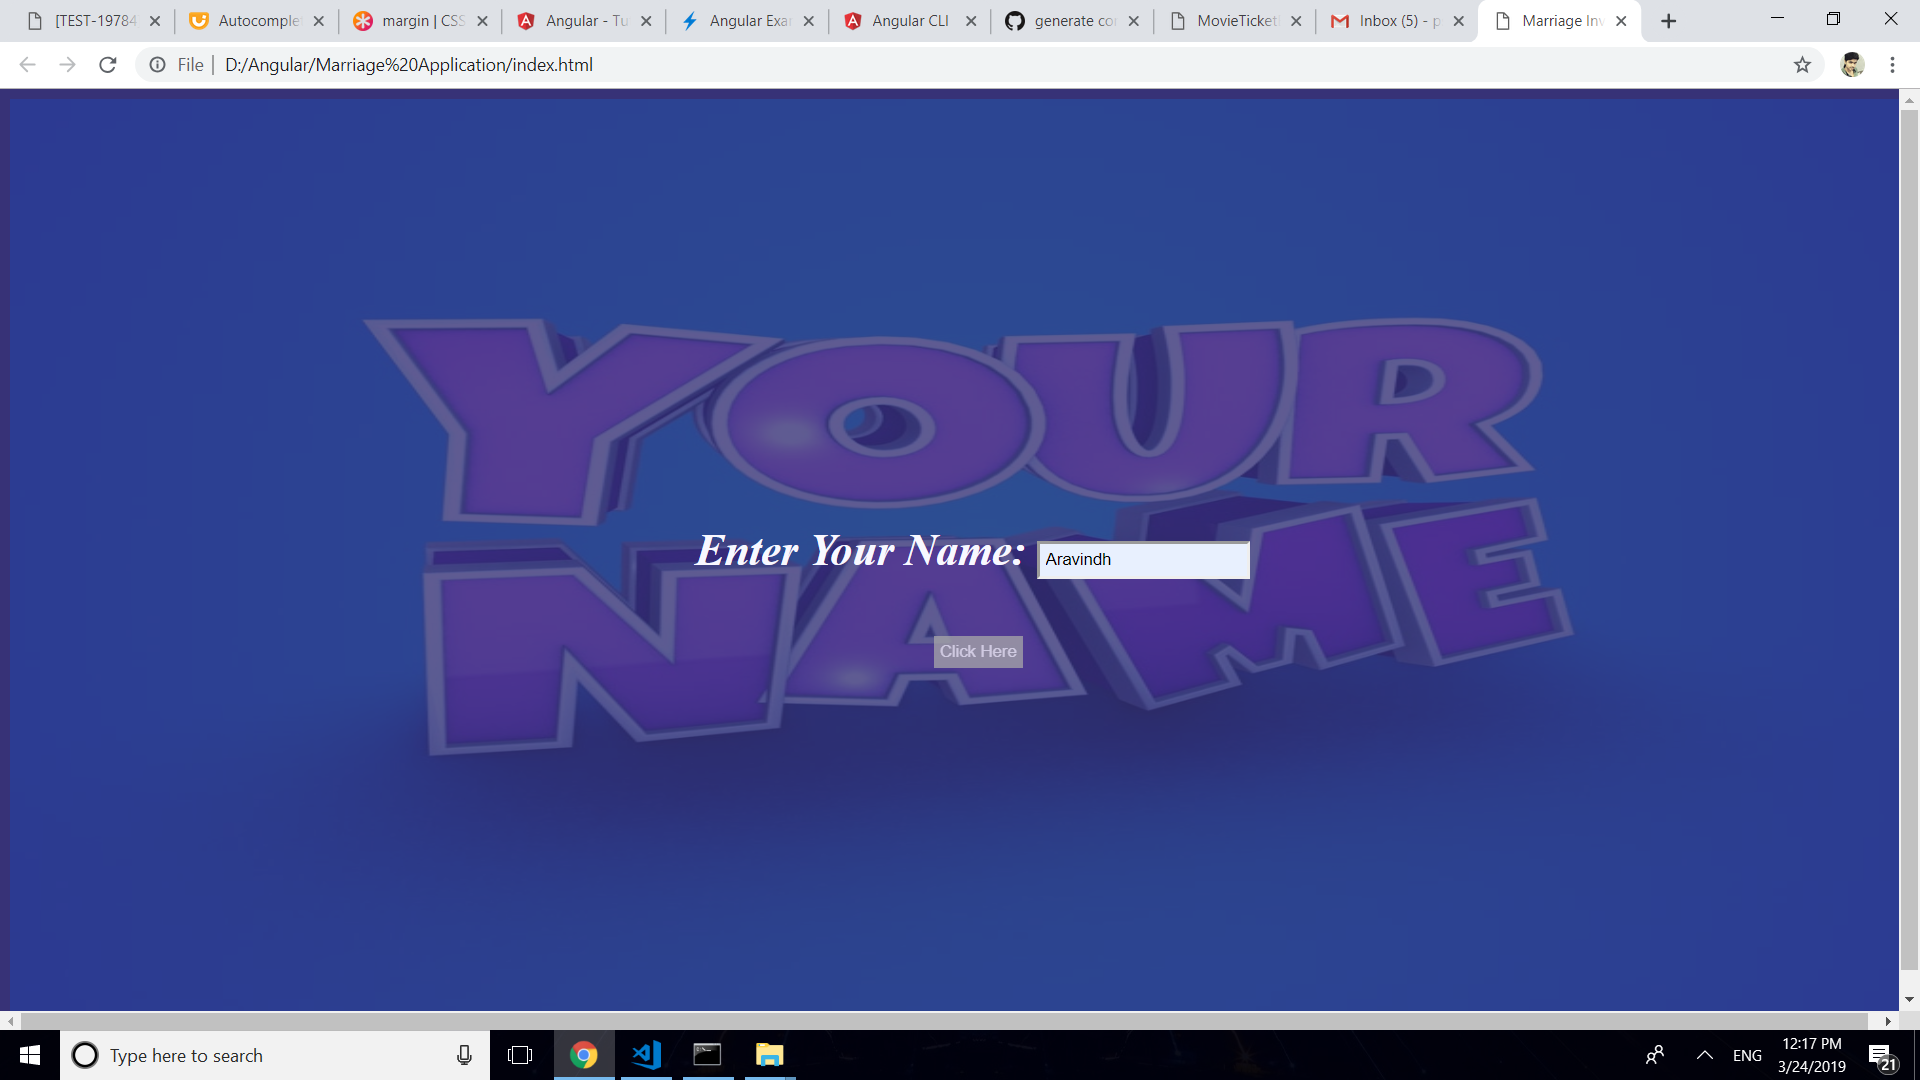 [TEST-19784
Autocomplet
margin | CSS
Angular - Tu
Angular Exa
Angular CLI
generate co
MovieTicket
Inbox (5) - p
Marriage Inv
File | D:/Angular/Marriage%20Application/index.html
YOUR
NAME
Enter Your Name: Aravindh
Click Here
Type here to search
ENG
12:17 PM
3/24/2019
21